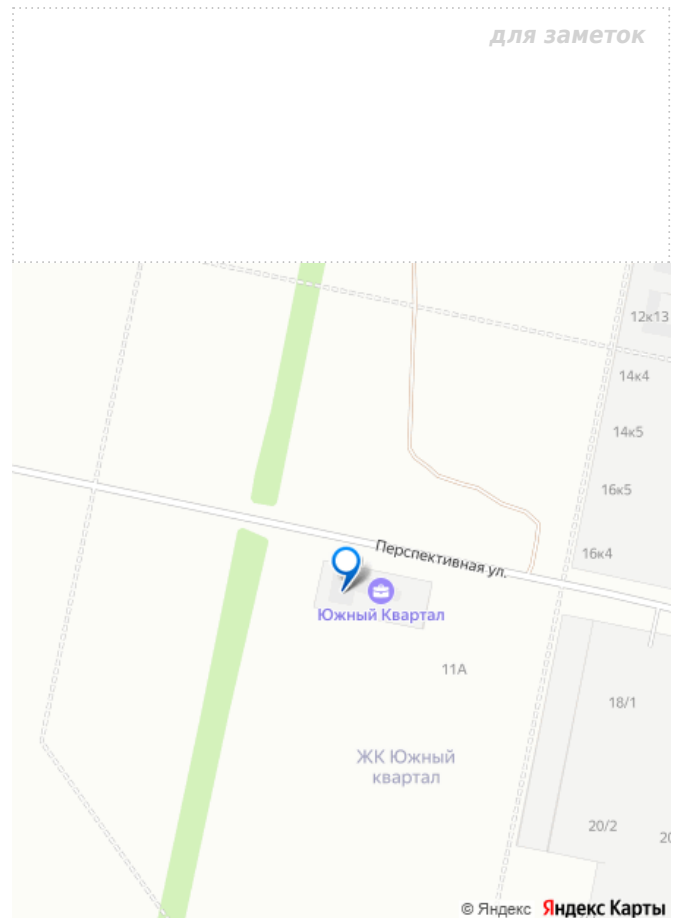 для заметок
12к13
14к4
14к5
16к5
16к4
Перспективная ул.
Южный Квартал
11А
18/1
ЖК Южный
квартал
20/2
© Яндекс Яндекс Карты